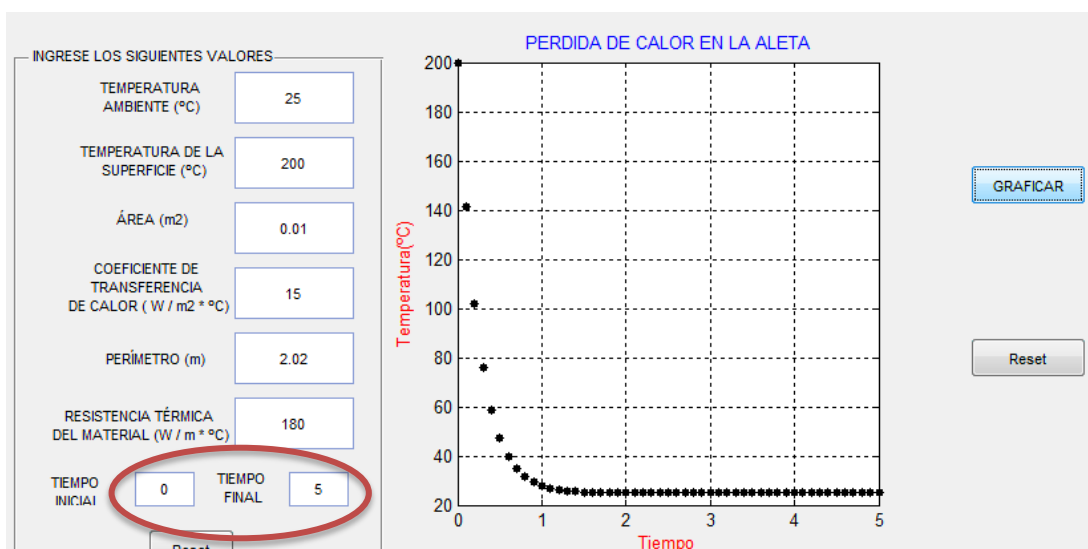 INGRESE LOS SIGUIENTES VALORES
TEMPERATURA
AMBIENTE (ºC)
25
TEMPERATURA DE LA
SUPERFICIE (ºC)
200
ÁREA (m2)
0.01
COEFICIENTE DE
TRANSFERENCIA
DE CALOR ( W / m2 * ºC)
15
PERÍMETRO (m)
2.02
RESISTENCIA TÉRMICA
DEL MATERIAL (W / m * ºC)
180
TIEMPO
INICIAL
0
TIEMPO
FINAL
5
Reset
PERDIDA DE CALOR EN LA ALETA
Temperatura(ºC)
200
180
160
140
120
100
80
60
40
20
0
1
2
3
4
5
Tiempo
GRAFICAR
Reset